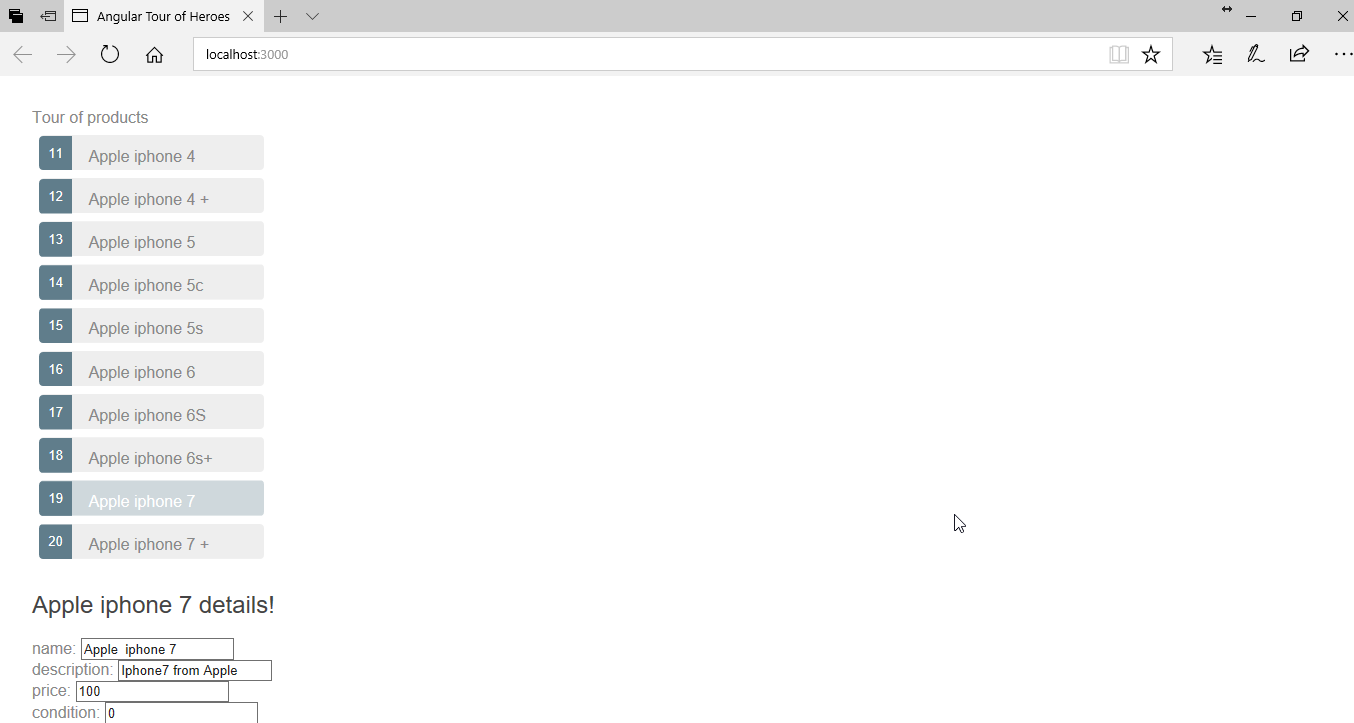 Angular Tour of Heroes
localhost:3000
Tour of products
11 Apple iphone 4
12 Apple iphone 4 +
13 Apple iphone 5
14 Apple iphone 5c
15 Apple iphone 5s
16 Apple iphone 6
17 Apple iphone 6S
18 Apple iphone 6s+
19 Apple iphone 7
20 Apple iphone 7 +
Apple iphone 7 details!
name: Apple  iphone 7
description: Iphone7 from Apple
price: 100
condition: 0